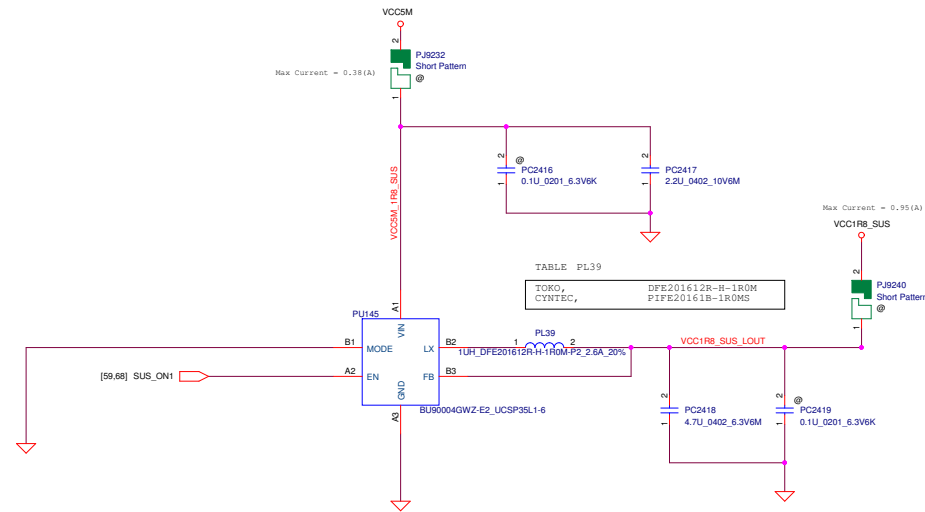 VCC5M
2
PJ9232
Short Pattern
@
Max Current = 0.38(A)
1
2
@
PC2416
0.1U_0201_6.3V6K
1
2
PC2417
2.2U_0402_10V6M
1
VCC5M_1R8_SUS
Max Current = 0.95(A)
VCC1R8_SUS
2
PJ9240
Short Pattern
@
1
TABLE PL39
TOKO, DFE201612R-H-1R0M
CYNTEC, PIFE20161B-1R0MS
A1
PU145
VIN
B1
MODE
LX
B2
PL39
1
2
1UH_DFE201612R-H-1R0M-P2_2.6A_20%
VCC1R8_SUS_LOUT
[59,68] SUS_ON1
A2
EN
FB
B3
GND
A3
BU90004GWZ-E2_UCSP35L1-6
2
PC2418
4.7U_0402_6.3V6M
1
2
@
PC2419
0.1U_0201_6.3V6K
1